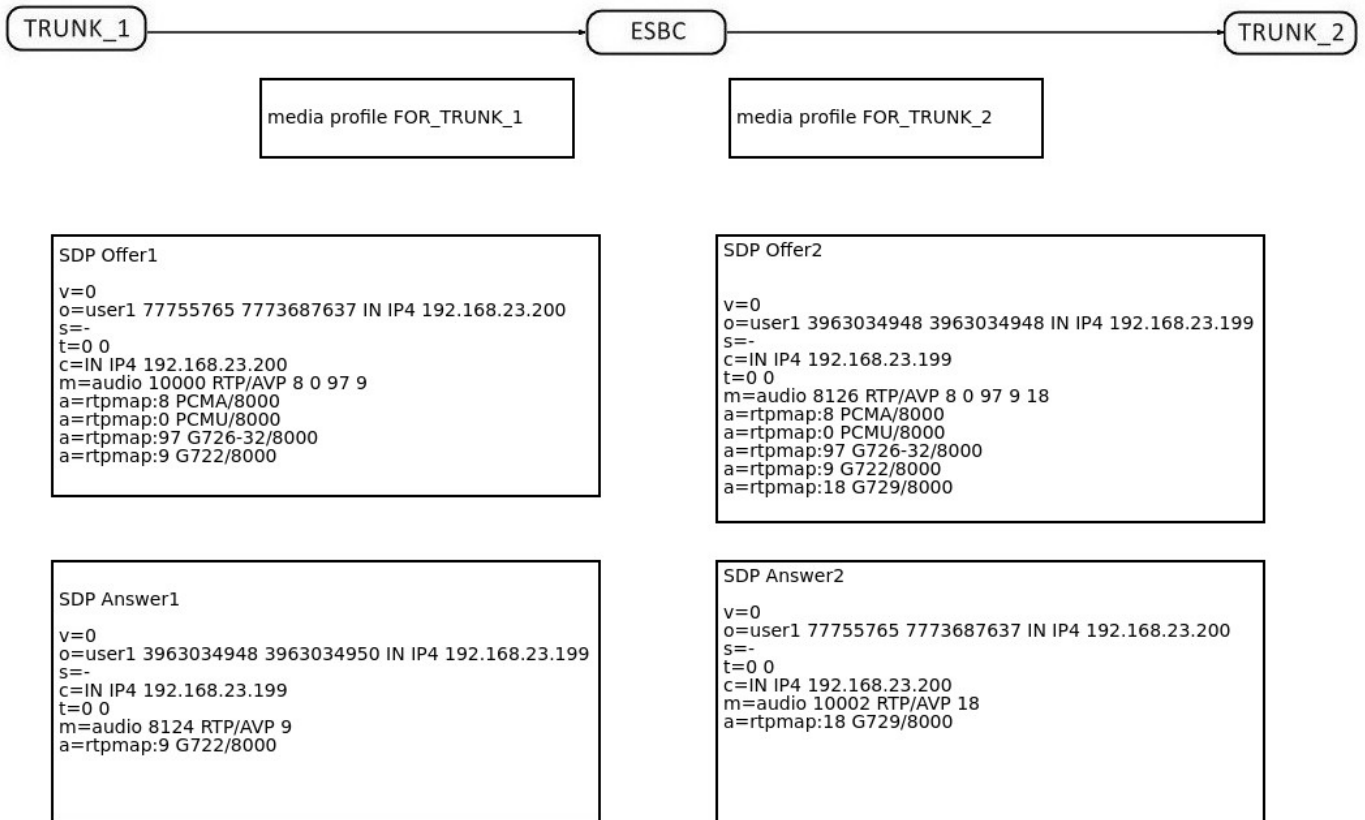 TRUNK_1
ESBC
TRUNK_2
media profile FOR_TRUNK_1
media profile FOR_TRUNK_2
SDP Offer1
v=0
o=user1 77755765 7773687637 IN IP4 192.168.23.200
s=-
t=0 0
c=IN IP4 192.168.23.200
m=audio 10000 RTP/AVP 8 0 97 9
a=rtpmap:8 PCMA/8000
a=rtpmap:0 PCMU/8000
a=rtpmap:97 G726-32/8000
a=rtpmap:9 G722/8000
SDP Offer2
v=0
o=user1 3963034948 3963034948 IN IP4 192.168.23.199
s=-
c=IN IP4 192.168.23.199
t=0 0
m=audio 8126 RTP/AVP 8 0 97 9 18
a=rtpmap:8 PCMA/8000
a=rtpmap:0 PCMU/8000
a=rtpmap:97 G726-32/8000
a=rtpmap:9 G722/8000
a=rtpmap:18 G729/8000
SDP Answer1
v=0
o=user1 3963034948 3963034950 IN IP4 192.168.23.199
s=-
c=IN IP4 192.168.23.199
t=0 0
m=audio 8124 RTP/AVP 9
a=rtpmap:9 G722/8000
SDP Answer2
v=0
o=user1 77755765 7773687637 IN IP4 192.168.23.200
s=-
t=0 0
c=IN IP4 192.168.23.200
m=audio 10002 RTP/AVP 18
a=rtpmap:18 G729/8000